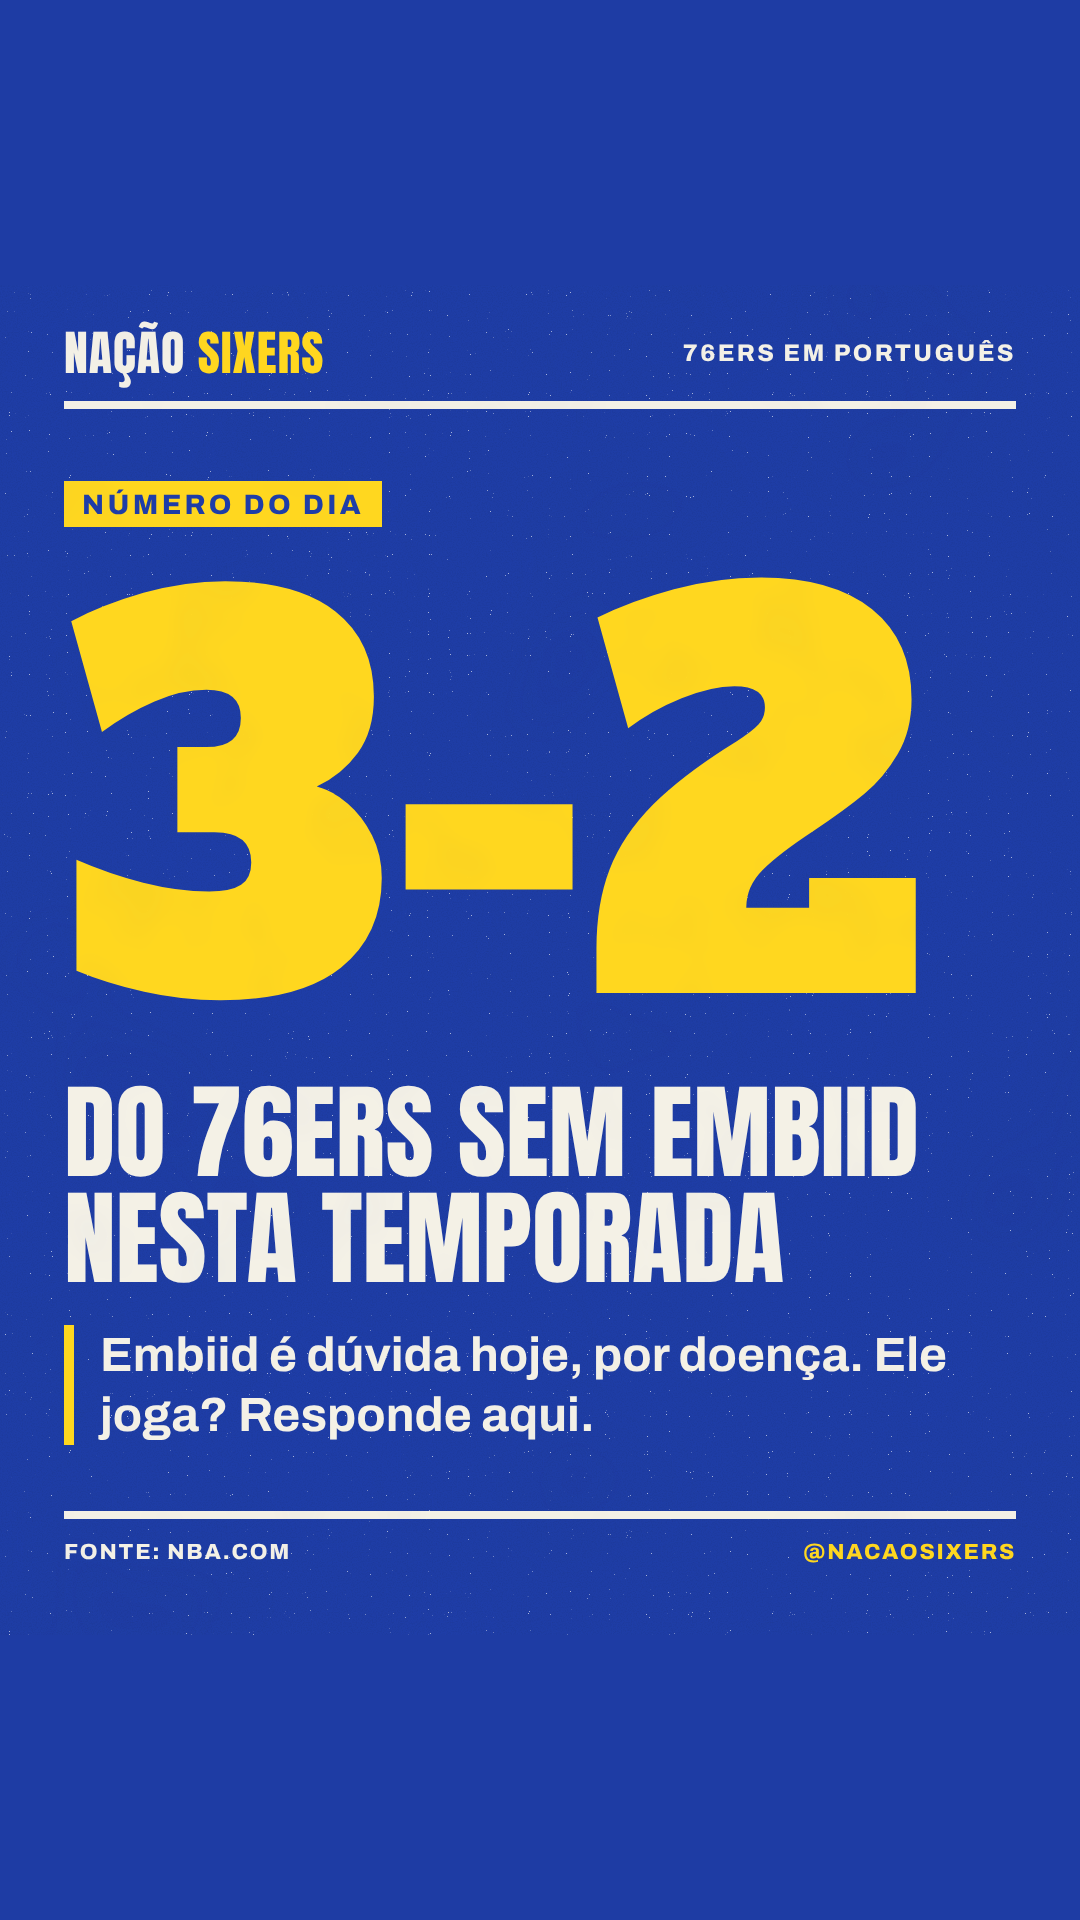 NAÇÃO SIXERS
76ERS EM PORTUGUÊS
NÚMERO DO DIA
3-2
DO 76ERS SEM EMBIID
NESTA TEMPORADA
Embiid é dúvida hoje, por doença. Ele
joga? Responde aqui.
FONTE: NBA.COM
@NACAOSIXERS